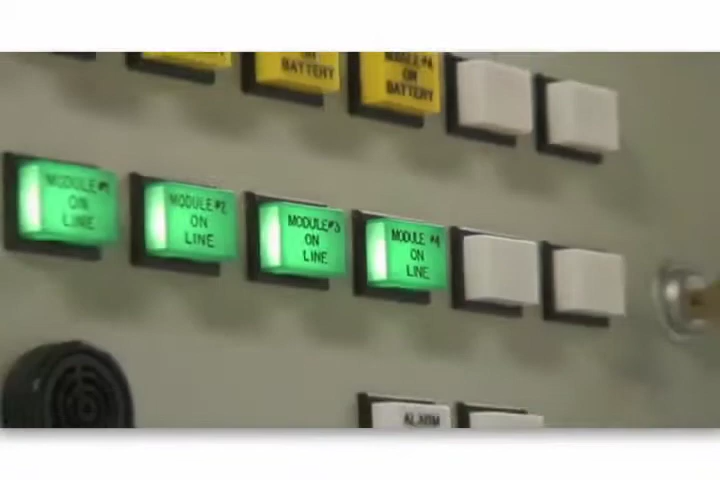 ON
BATTERY
MODULE #4
ON
BATTERY
MODULE #1
ON
LINE
MODULE #2
ON
LINE
MODULE #3
ON
LINE
MODULE #4
ON
LINE
ALARM